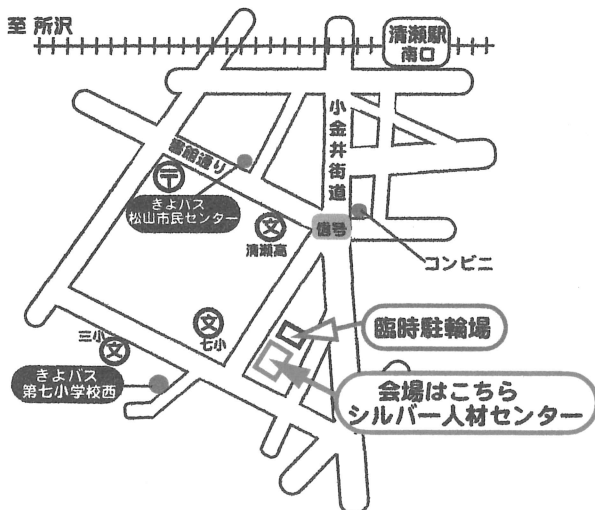 至 所沢
清瀬駅
南口
小金井街道
書館通り
〒
きよバス
松山市民センター
文
清瀬高
信号
コンビニ
文
七小
三小
文
きよバス
第七小学校西
臨時駐輪場
会場はこちら
シルバー人材センター